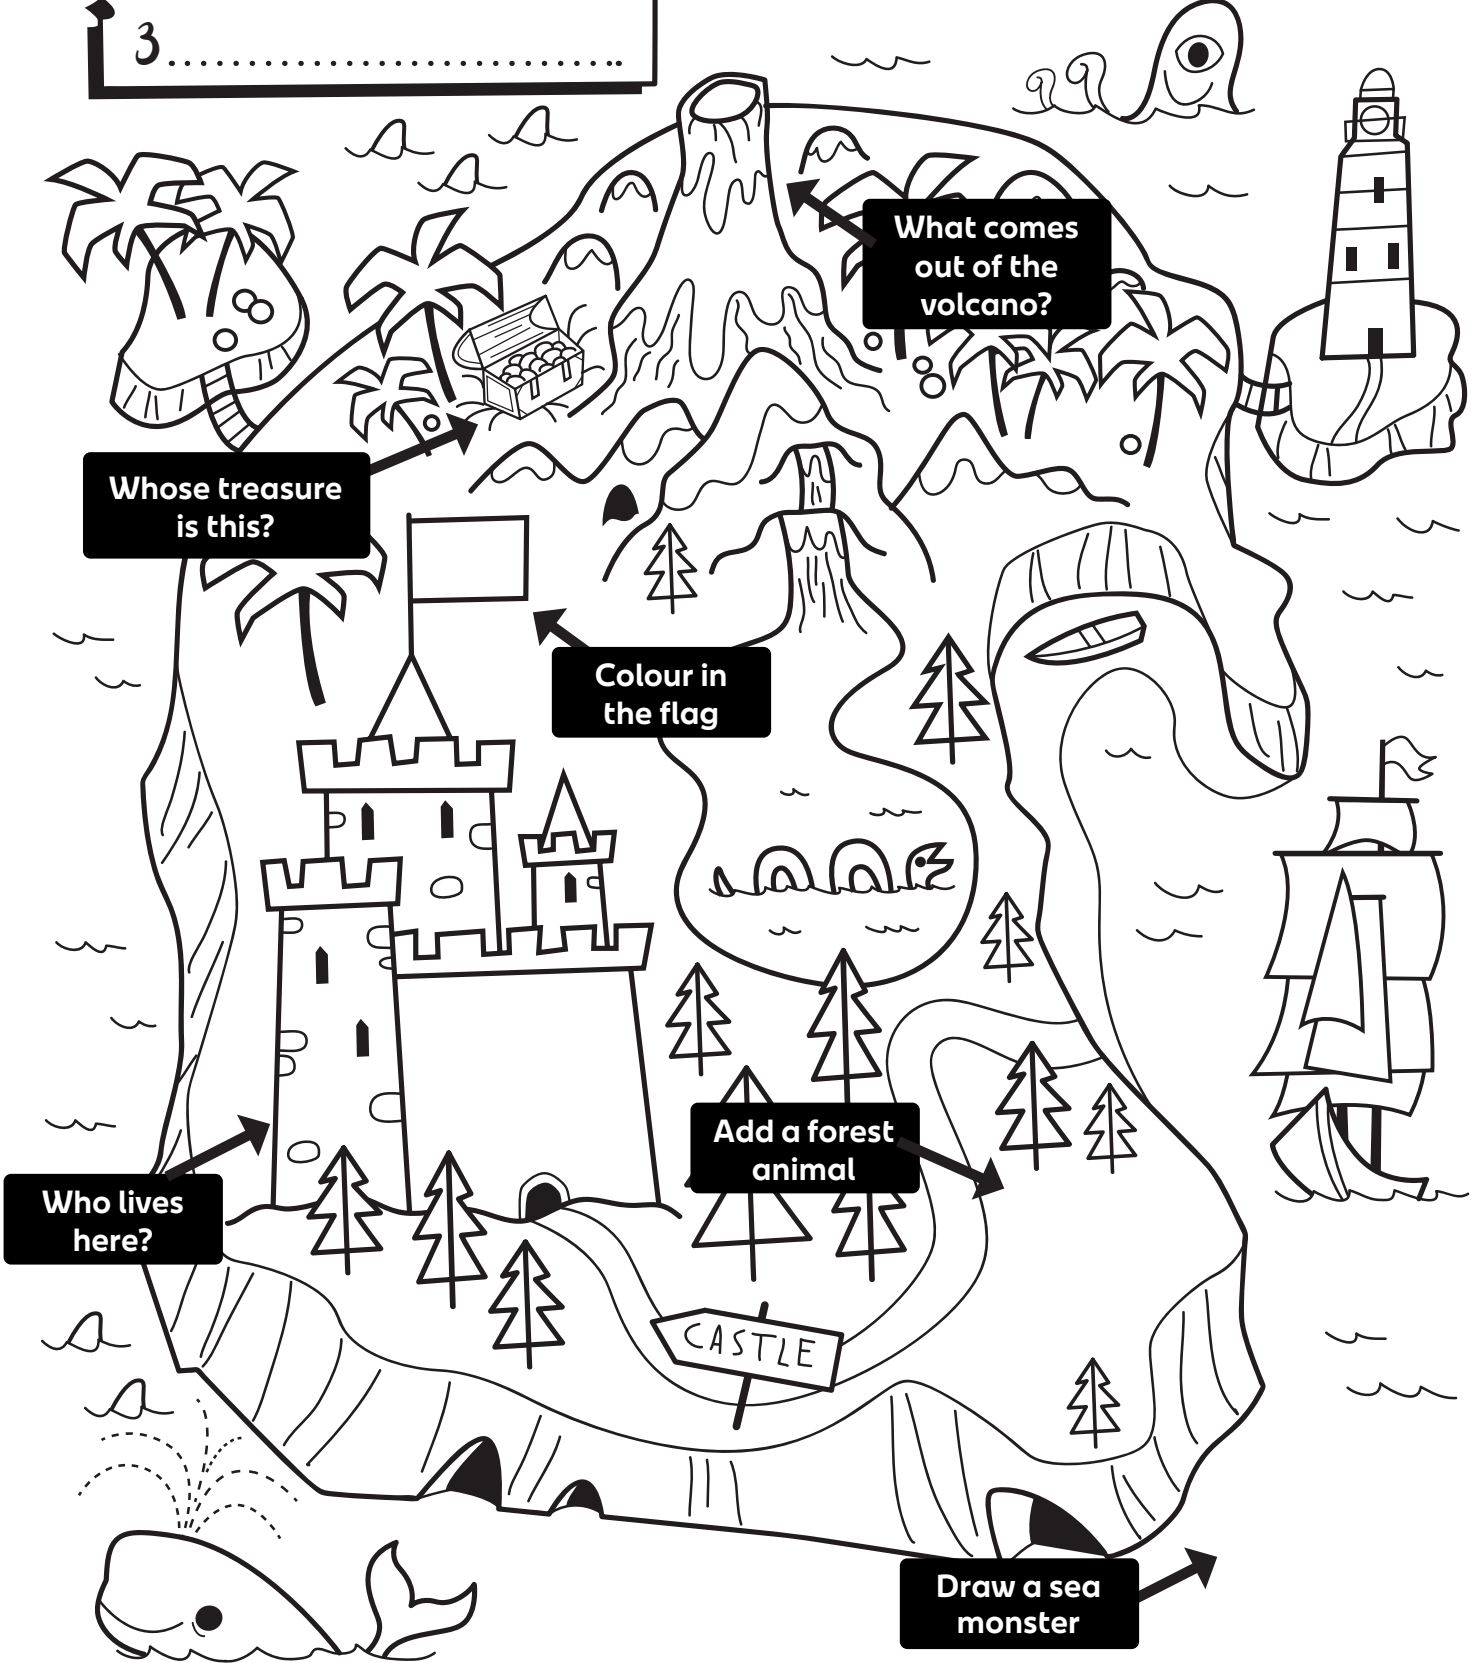 3..............................
What comes
out of the
volcano?
Whose treasure
is this?
Colour in
the flag
Add a forest
animal
Who lives
here?
CASTLE
Draw a sea
monster